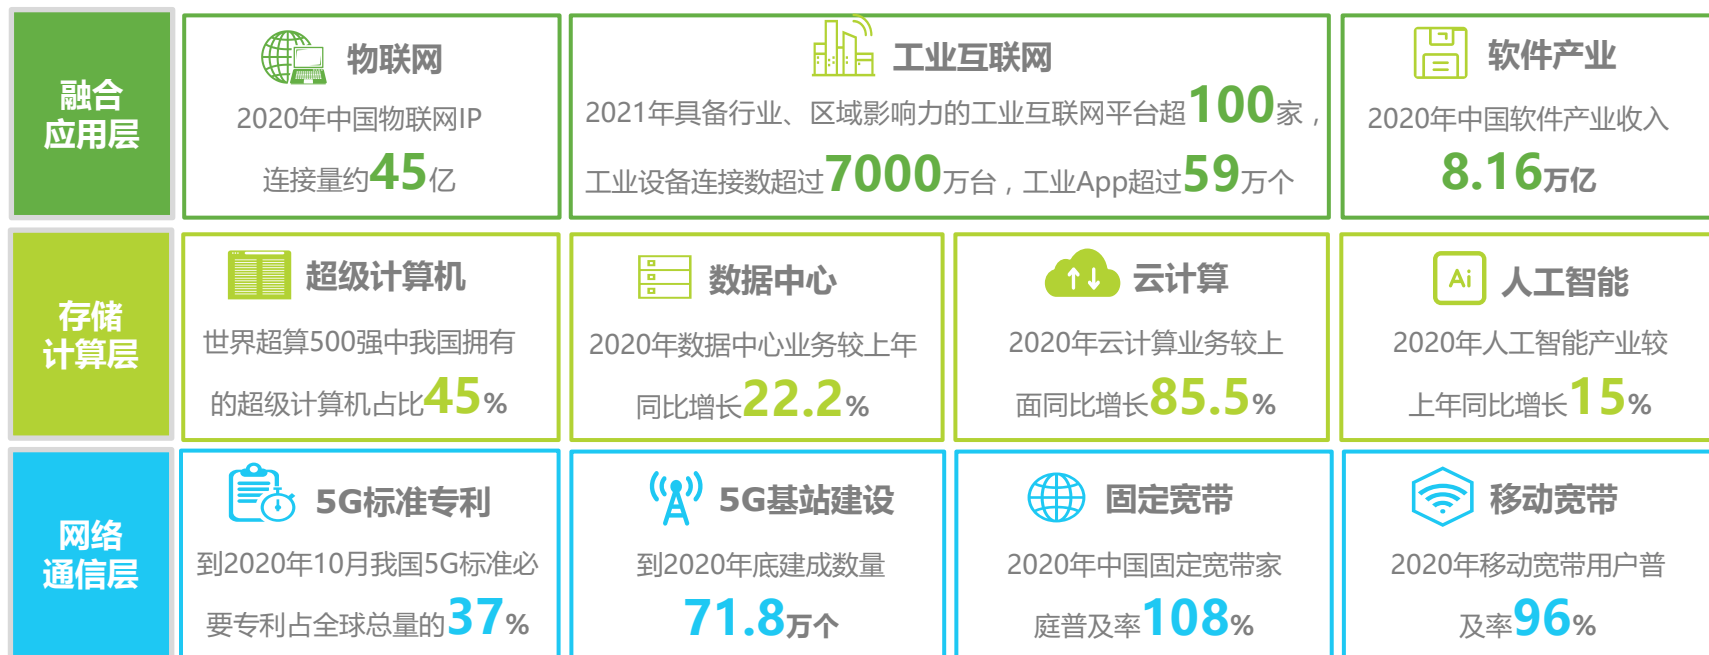 融合
应用层
物联网
2020年中国物联网IP
连接量约45亿
工业互联网
2021年具备行业、区域影响力的工业互联网平台超100家，
工业设备连接数超过7000万台，工业App超过59万个
软件产业
2020年中国软件产业收入
8.16万亿
存储
计算层
超级计算机
世界超算500强中我国拥有
的超级计算机占比45%
数据中心
2020年数据中心业务较上年
同比增长22.2%
云计算
2020年云计算业务较上
面同比增长85.5%
Ai
人工智能
2020年人工智能产业较
上年同比增长15%
网络
通信层
5G标准专利
到2020年10月我国5G标准必
要专利占全球总量的37%
5G基站建设
到2020年底建成数量
71.8万个
固定宽带
2020年中国固定宽带家
庭普及率108%
移动宽带
2020年移动宽带用户普
及率96%